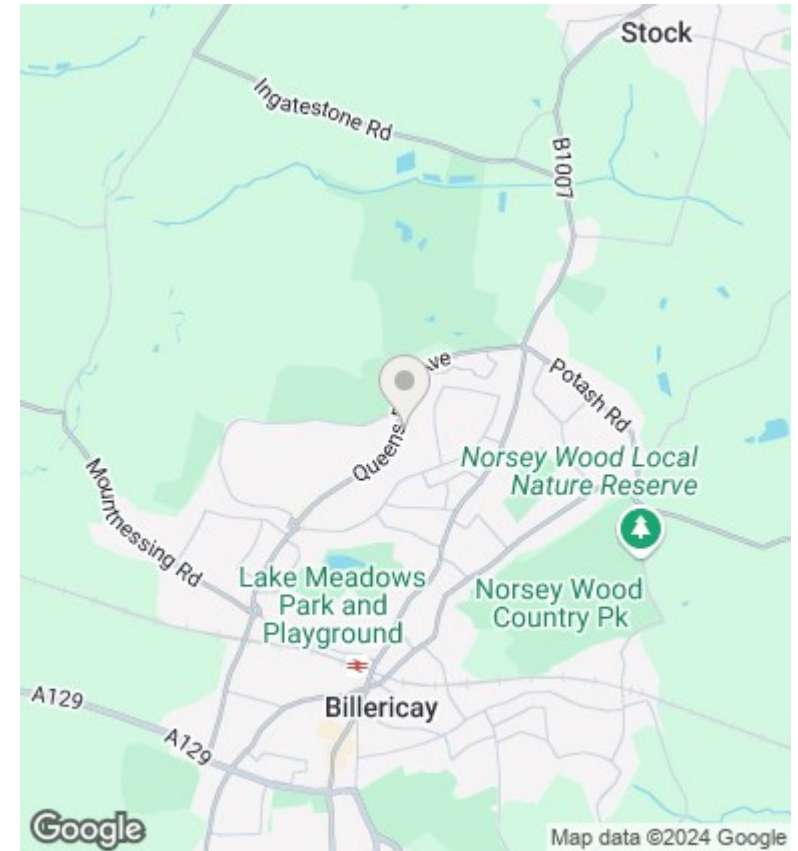 Stock
Ingatestone Rd
B1007
Ave
Queens
Potash Rd
Norsey Wood Local
Nature Reserve
Mountnessing Rd
Lake Meadows
Park and
Playground
Norsey Wood
Country Pk
A129
Billericay
A129
Google
Map data ©2024 Google